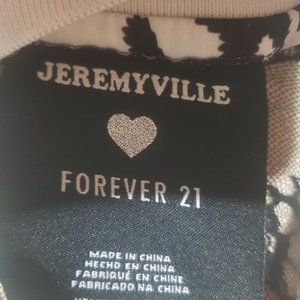 JEREMYVILLE
FOREVER 21
MADE IN CHINA
HECHO EN CHINA
FABRIQUÉ EN CHINE
FABRICADO NA CHINA